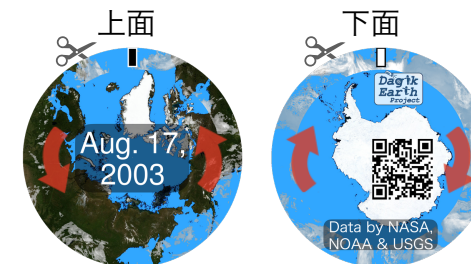 上面
下面
Aug. 17,
2003
Dagik
Earth
Project
Data by NASA,
NOAA & USGS